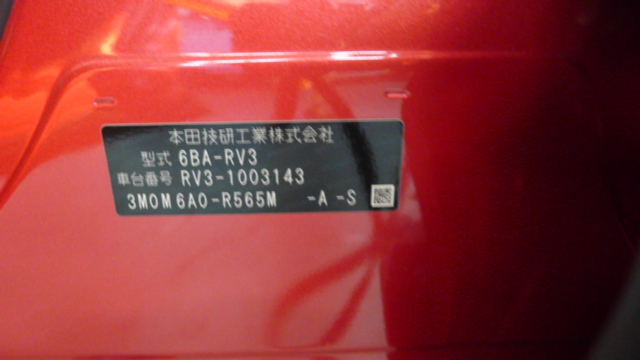 本田技研工業株式会社
型式 6BA-RV3
車台番号 RV3-1003143
3M0M6A0-R565M -A-S